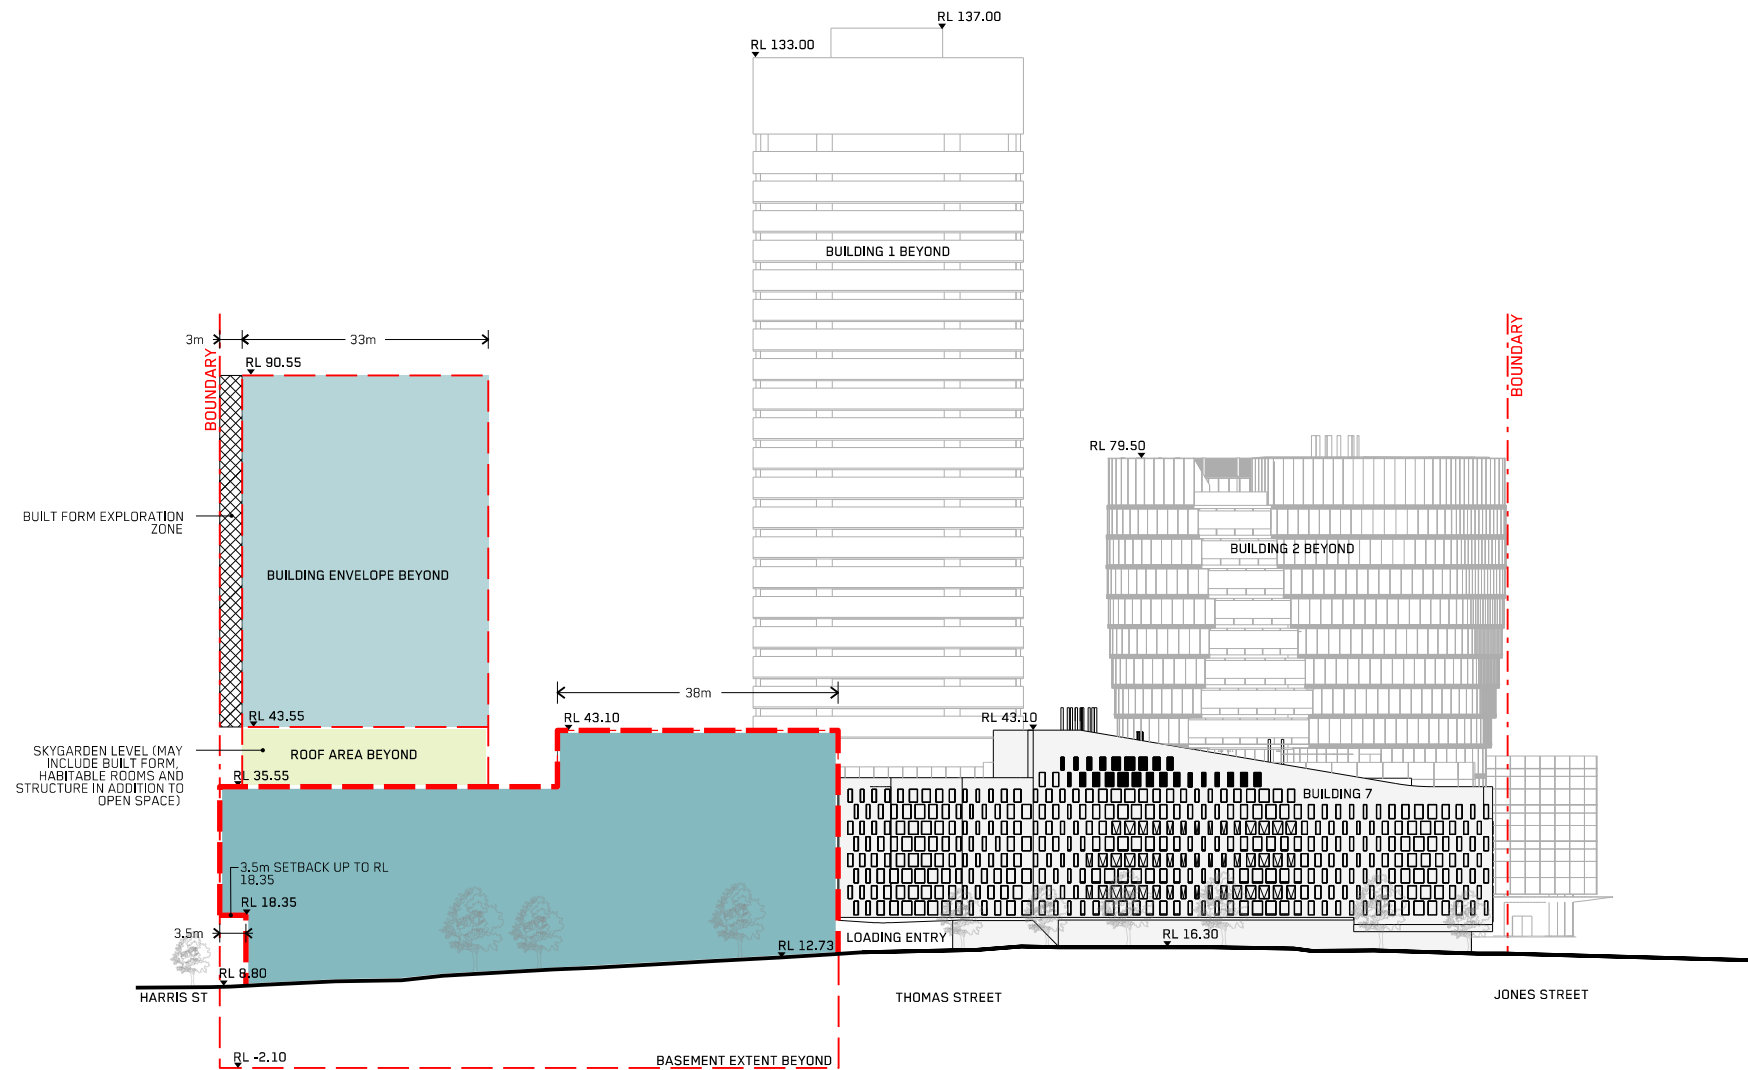 RL 137.00
RL 133.00
BUILDING 1 BEYOND
BOUNDARY
3m
33m
RL 90.55
BOUNDARY
RL 79.50
BUILT FORM EXPLORATION
ZONE
BUILDING 2 BEYOND
BUILDING ENVELOPE BEYOND
38m
RL 43.55
RL 43.10
RL 43.10
SKYGARDEN LEVEL (MAY
INCLUDE BUILT FORM,
HABITABLE ROOMS AND
STRUCTURE IN ADDITION TO
OPEN SPACE)
ROOF AREA BEYOND
RL 35.55
BUILDING 7
3.5m SETBACK UP TO RL
18.35
RL 18.35
3.5m
LOADING ENTRY
RL 16.30
RL 12.73
RL 8.80
HARRIS ST
THOMAS STREET
JONES STREET
RL -2.10
BASEMENT EXTENT BEYOND